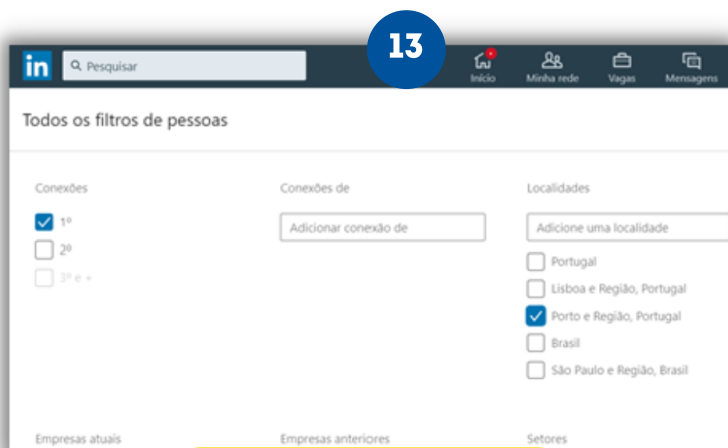 13
in
Pesquisar
Início
Minha rede
Vagas
Mensagens
Todos os filtros de pessoas
Conexões
1º
2º
3º e +
Conexões de
Adicionar conexão de
Localidades
Adicione uma localidade
Portugal
Lisboa e Região, Portugal
Porto e Região, Portugal
Brasil
São Paulo e Região, Brasil
Empresas atuais
Empresas anteriores
Setores